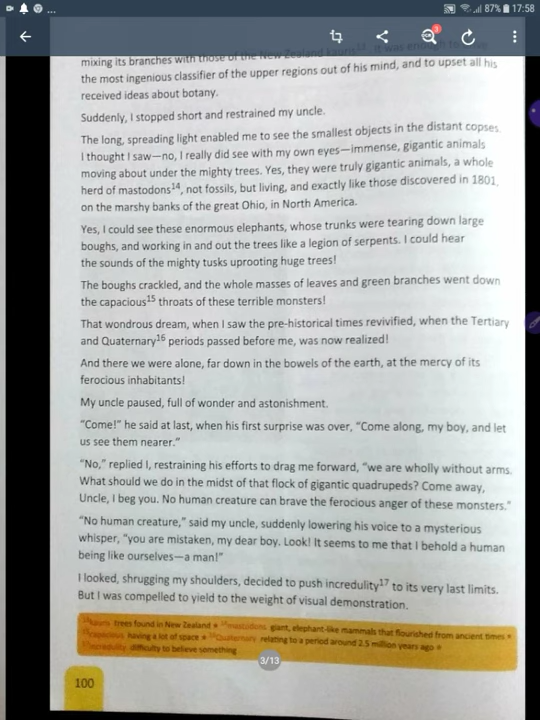 87% 17:58
mixing its branches with those of the New Zealand kauris
the most ingenious classifier of the upper regions out of his mind, and to upset all his
received ideas about botany.
Suddenly, I stopped short and restrained my uncle.
The long, spreading light enabled me to see the smallest objects in the distant copses.
I thought I saw—no, I really did see with my own eyes—immense, gigantic animals
moving about under the mighty trees. Yes, they were truly gigantic animals, a whole
herd of mastodons¹⁴, not fossils, but living, and exactly like those discovered in 1801,
on the marshy banks of the great Ohio, in North America.
Yes, I could see these enormous elephants, whose trunks were tearing down large
boughs, and working in and out the trees like a legion of serpents. I could hear
the sounds of the mighty tusks uprooting huge trees!
The boughs crackled, and the whole masses of leaves and green branches went down
the capacious¹⁵ throats of these terrible monsters!
That wondrous dream, when I saw the pre-historical times revivified, when the Tertiary
and Quaternary¹⁶ periods passed before me, was now realized!
And there we were alone, far down in the bowels of the earth, at the mercy of its
ferocious inhabitants!
My uncle paused, full of wonder and astonishment.
“Come!” he said at last, when his first surprise was over, “Come along, my boy, and let
us see them nearer.”
“No,” replied I, restraining his efforts to drag me forward, “we are wholly without arms.
What should we do in the midst of that flock of gigantic quadrupeds? Come away,
Uncle, I beg you. No human creature can brave the ferocious anger of these monsters.”
“No human creature,” said my uncle, suddenly lowering his voice to a mysterious
whisper, “you are mistaken, my dear boy. Look! It seems to me that I behold a human
being like ourselves—a man!”
I looked, shrugging my shoulders, decided to push incredulity¹⁷ to its very last limits.
But I was compelled to yield to the weight of visual demonstration.
kauris trees found in New Zealand • mastodons giant, elephant-like mammals that flourished from ancient times •
capacious having a lot of space • Quaternary relating to a period around 2.5 million years ago •
incredulity difficulty to believe something
3/13
100